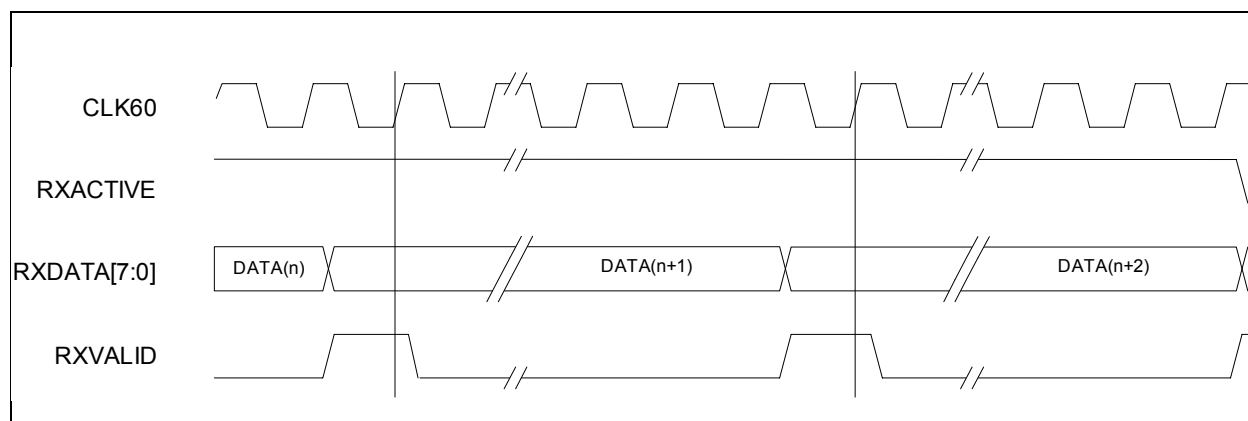 CLK60
RXACTIVE
RXDATA[7:0]
DATA(n)
DATA(n+1)
DATA(n+2)
RXVALID